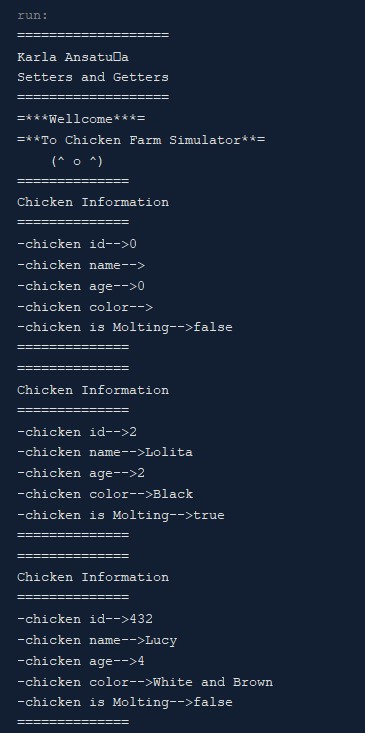 run:
===================
Karla Ansatu□a
Setters and Getters
===================
=***Wellcome***=
=**To Chicken Farm Simulator**=
(^ o ^)
==============
Chicken Information
==============
-chicken id-->0
-chicken name-->
-chicken age-->0
-chicken color-->
-chicken is Molting-->false
==============
==============
Chicken Information
==============
-chicken id-->2
-chicken name-->Lolita
-chicken age-->2
-chicken color-->Black
-chicken is Molting-->true
==============
==============
Chicken Information
==============
-chicken id-->432
-chicken name-->Lucy
-chicken age-->4
-chicken color-->White and Brown
-chicken is Molting-->false
==============